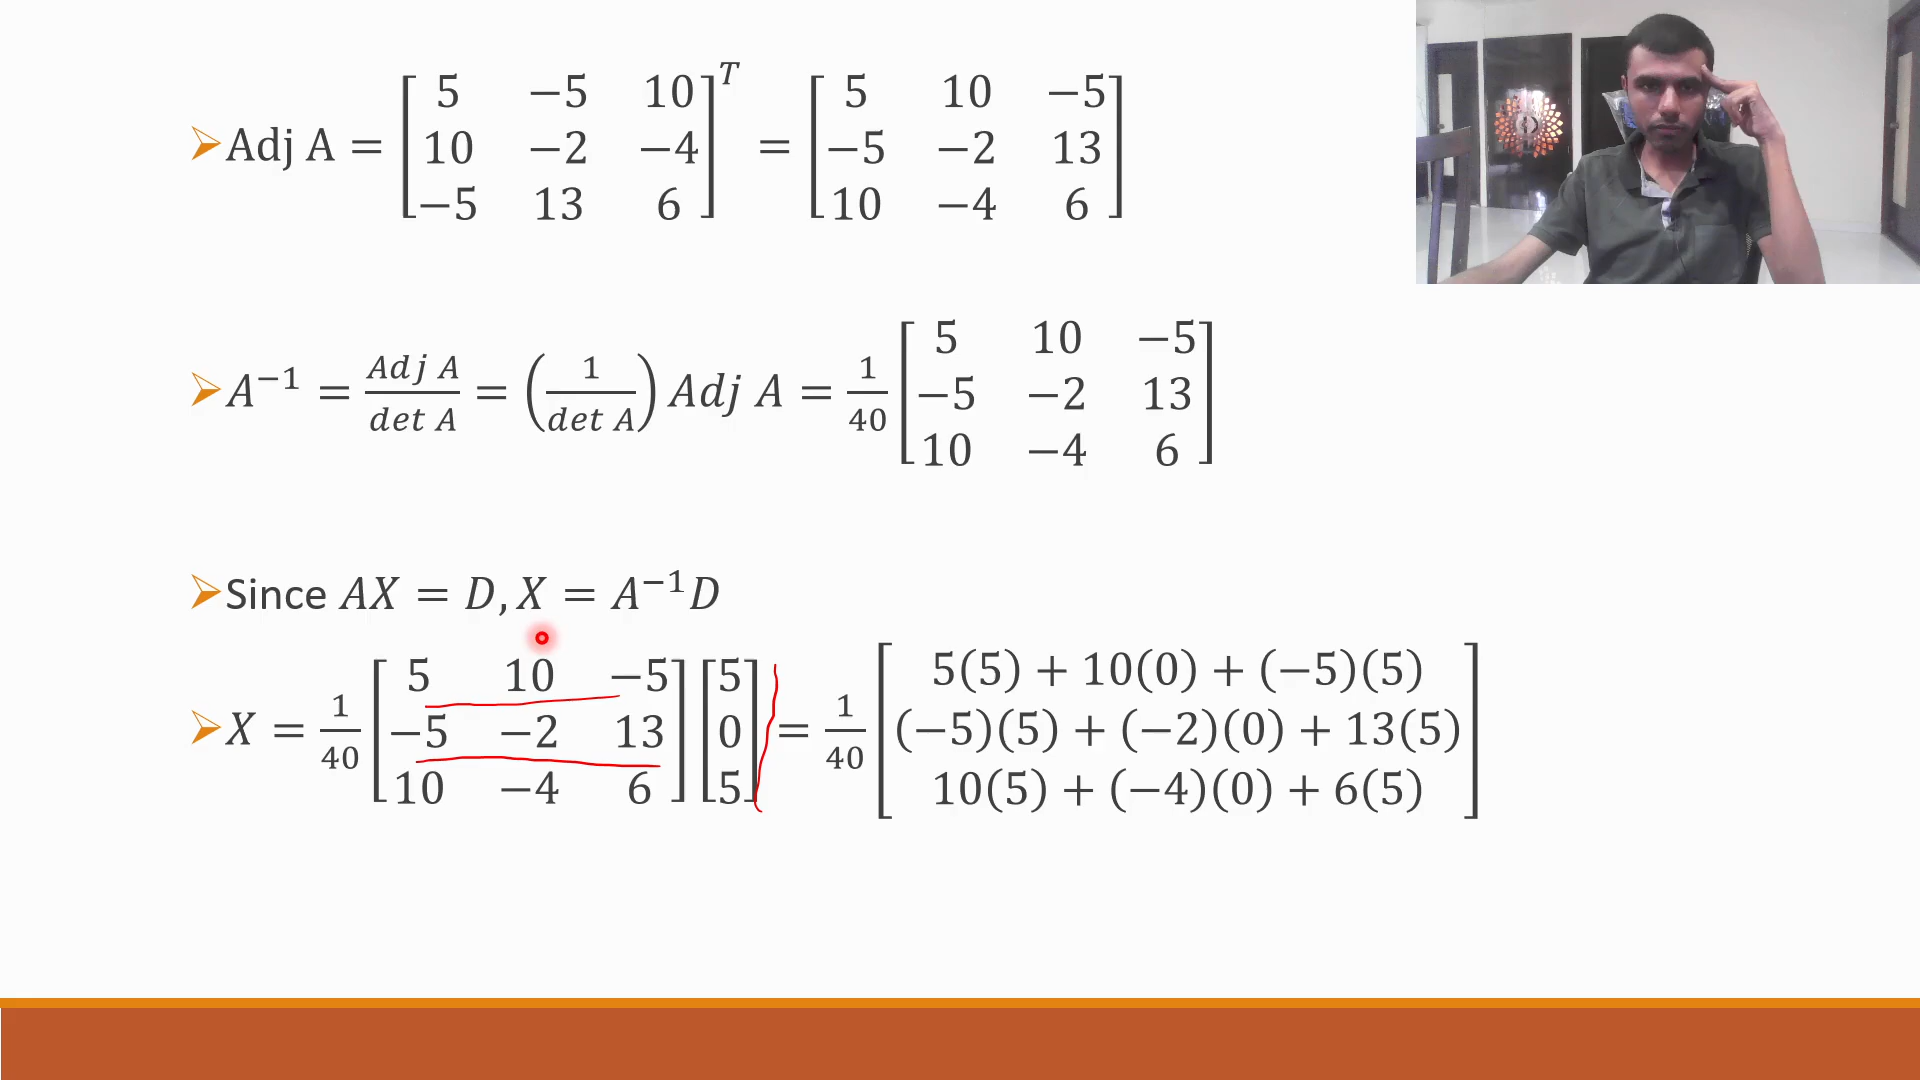 Adj A = [5 −5 10; 10 −2 −4; −5 13 6]^T = [5 10 −5; −5 −2 13; 10 −4 6]
A^−1 = Adj A / det A = (1 / det A) Adj A = 1/40 [5 10 −5; −5 −2 13; 10 −4 6]
Since AX = D, X = A^−1 D
X = 1/40 [5 10 −5; −5 −2 13; 10 −4 6] [5; 0; 5] = 1/40 [5(5) + 10(0) + (−5)(5); (−5)(5) + (−2)(0) + 13(5); 10(5) + (−4)(0) + 6(5)]